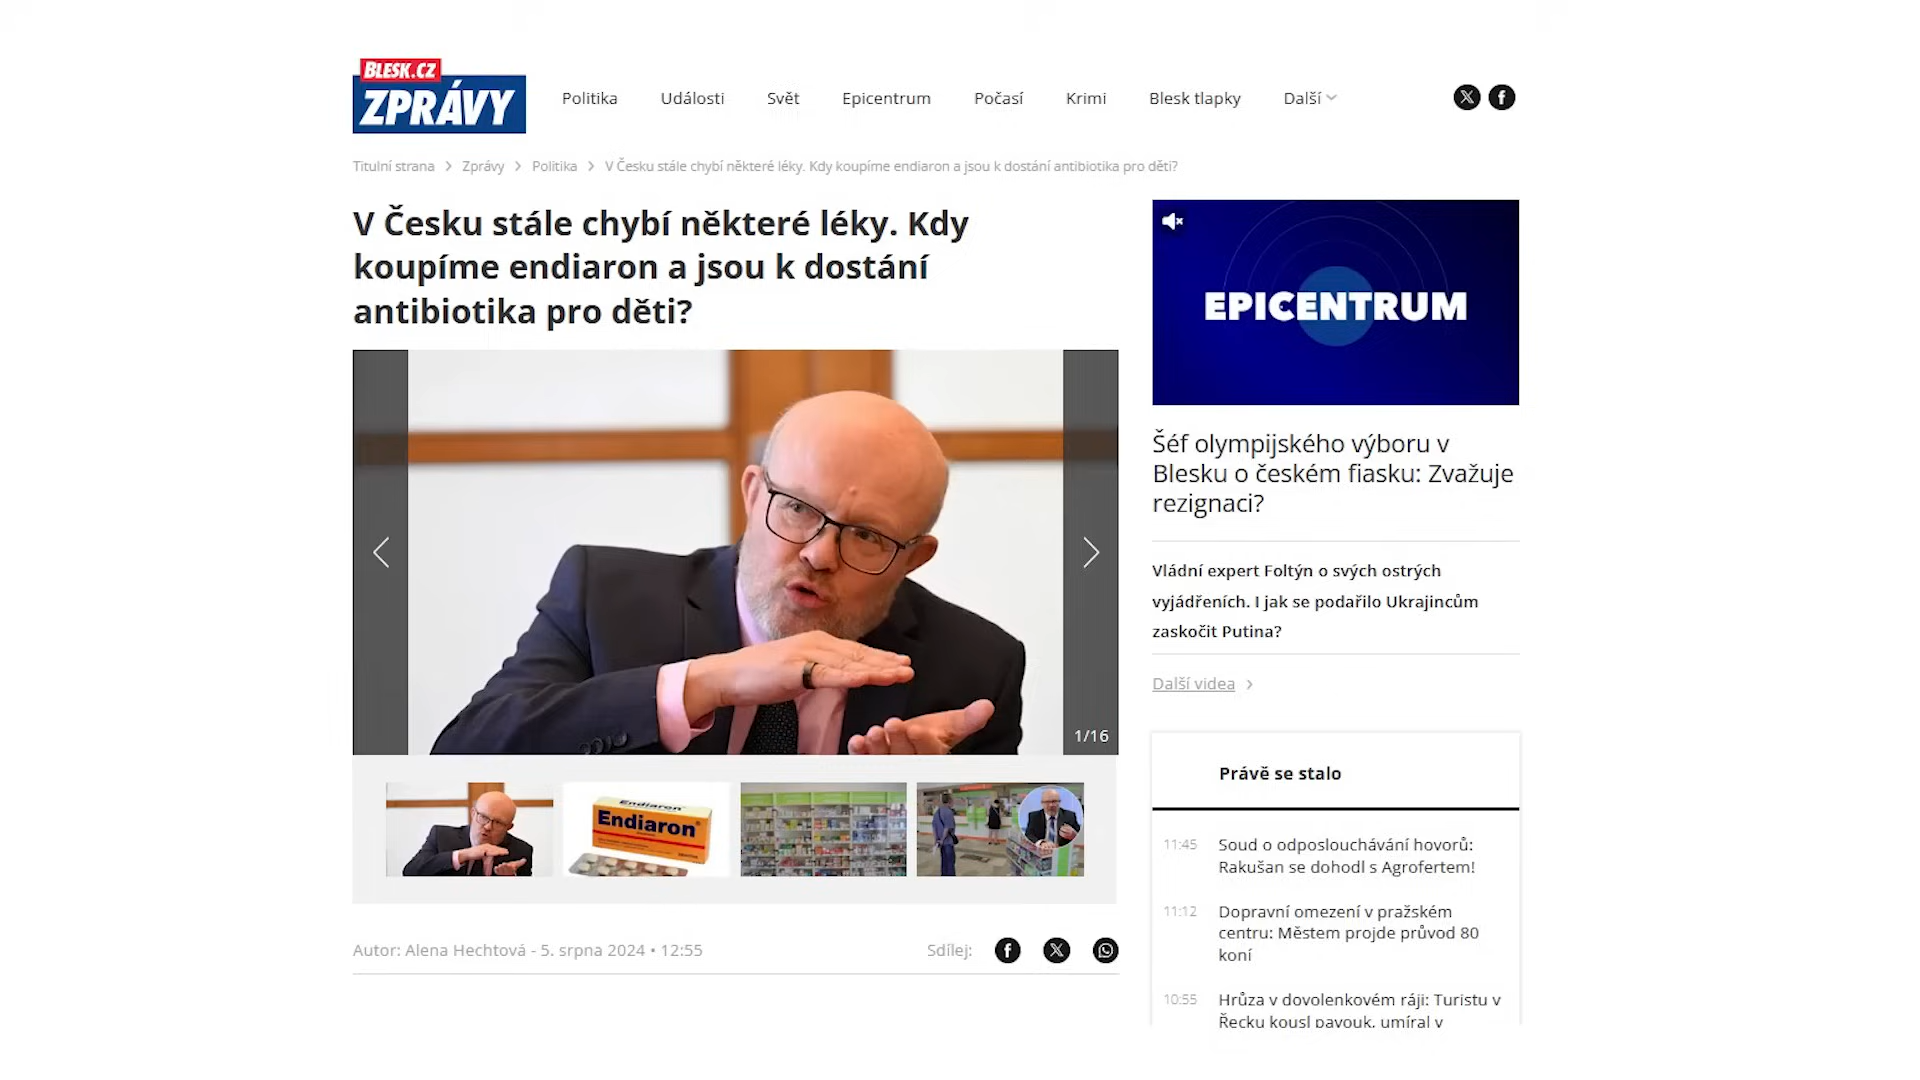 BLESK.CZ
ZPRÁVY
Politika
Události
Svět
Epicentrum
Počasí
Krimi
Blesk tlapky
Další
Titulní strana > Zprávy > Politika > V Česku stále chybí některé léky. Kdy koupíme endiaron a jsou k dostání antibiotika pro děti?
V Česku stále chybí některé léky. Kdy
koupíme endiaron a jsou k dostání
antibiotika pro děti?
1/16
Endiaron
Endiaron
Autor: Alena Hechtová - 5. srpna 2024 • 12:55
Sdílej:
EPICENTRUM
Šéf olympijského výboru v
Blesku o českém fiasku: Zvažuje
rezignaci?
Vládní expert Foltýn o svých ostrých
vyjádřeních. I jak se podařilo Ukrajincům
zaskočit Putina?
Další videa
Právě se stalo
11:45 Soud o odposlouchávání hovorů:
Rakušan se dohodl s Agrofertem!
11:12 Dopravní omezení v pražském
centru: Městem projde průvod 80
koní
10:55 Hrůza v dovolenkovém ráji: Turistu v
Řecku kousl pavouk, umíral v